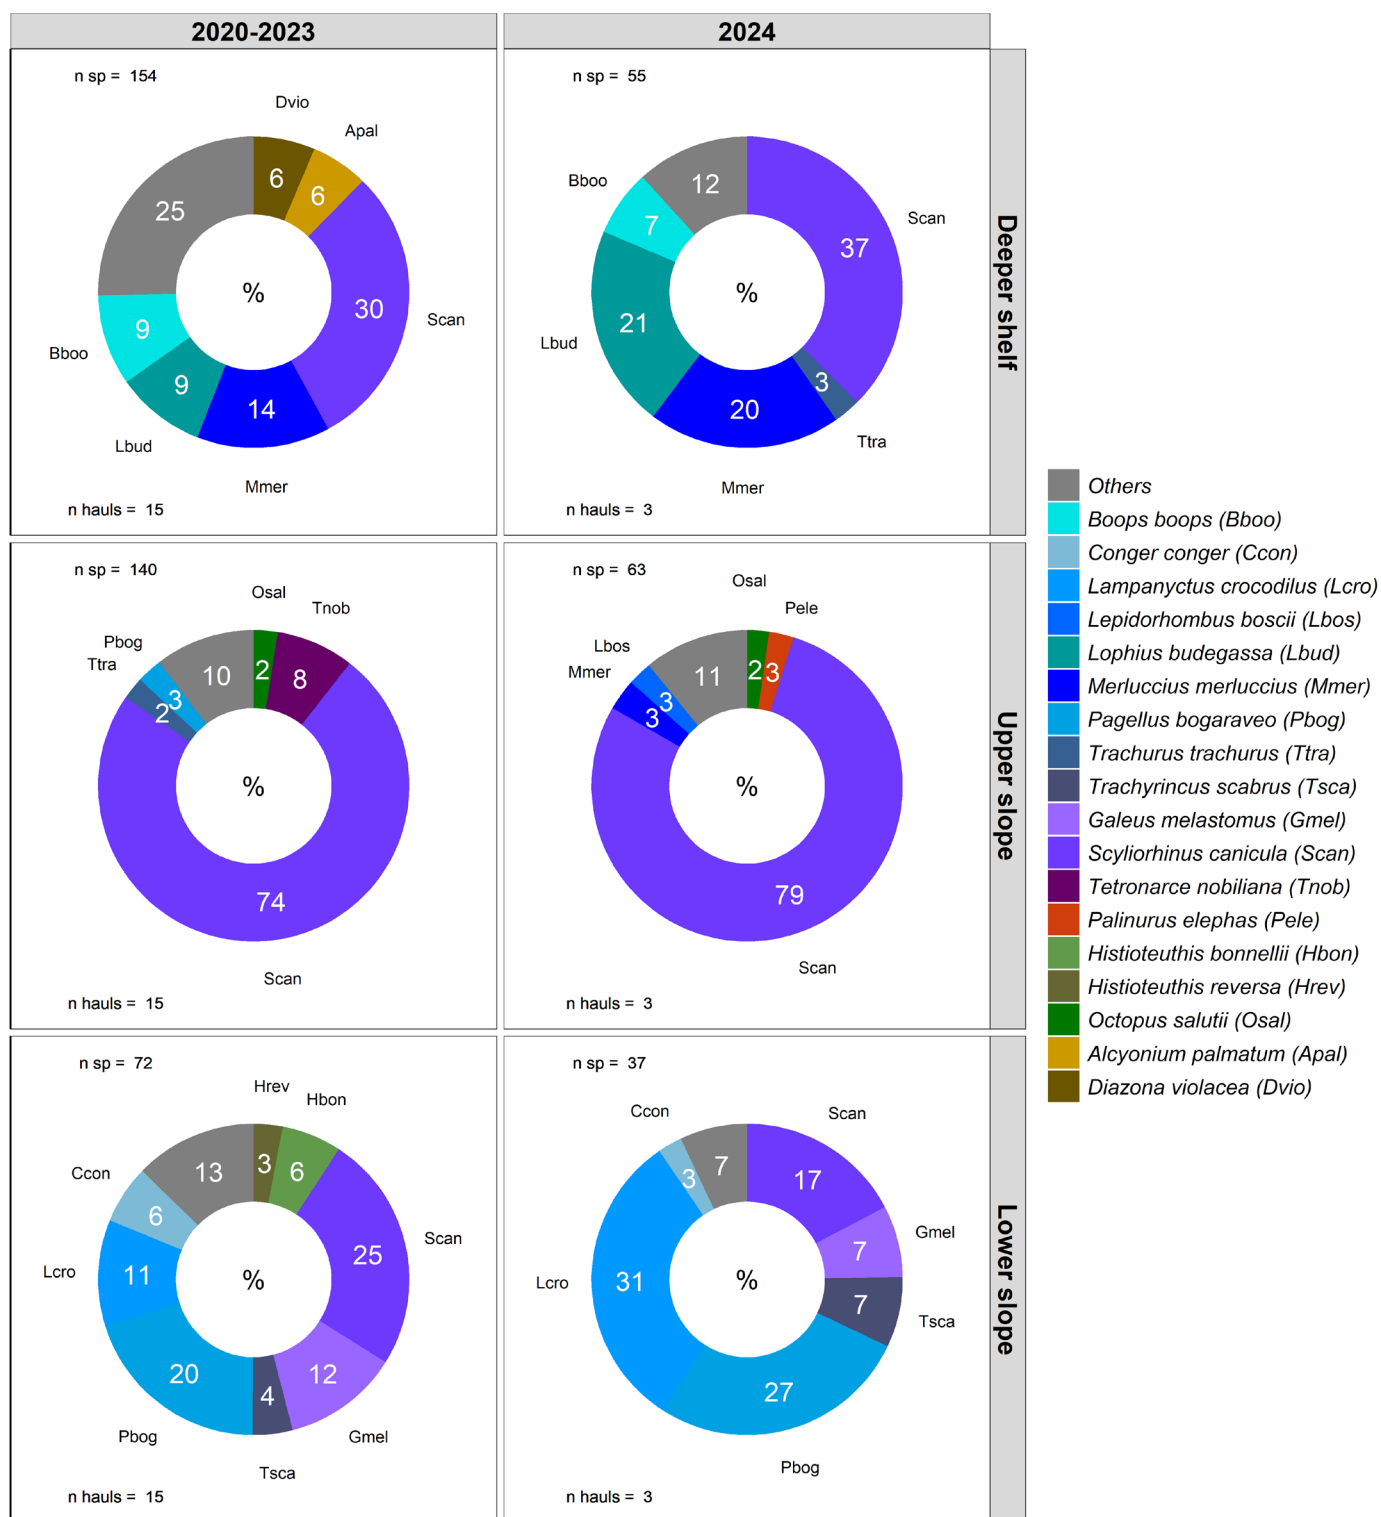 2020-2023
2024
n sp = 154
Dvio
Apal
6
6
25
30
%
Scan
9
Bboo
9
14
Lbud
Mmer
n hauls = 15
n sp = 55
Bboo
12
7
Scan
37
%
21
Lbud
3
20
Ttra
Mmer
n hauls = 3
Deeper shelf
n sp = 140
Osal
Tnob
Pbog
Ttra
10
2
8
3
2
%
74
Scan
n hauls = 15
n sp = 63
Osal
Pele
Lbos
Mmer
11
2
3
3
3
%
79
Scan
n hauls = 3
Upper slope
n sp = 72
Hrev
Hbon
3
6
13
Ccon
6
Scan
25
Lcro
11
%
20
4
12
Pbog
Gmel
Tsca
n hauls = 15
n sp = 37
Ccon
Scan
7
3
17
Gmel
7
Lcro
31
%
7
Tsca
27
Pbog
n hauls = 3
Lower slope
Others
Boops boops (Bboo)
Conger conger (Ccon)
Lampanyctus crocodilus (Lcro)
Lepidorhombus boscii (Lbos)
Lophius budegassa (Lbud)
Merluccius merluccius (Mmer)
Pagellus bogaraveo (Pbog)
Trachurus trachurus (Ttra)
Trachyrincus scabrus (Tsca)
Galeus melastomus (Gmel)
Scyliorhinus canicula (Scan)
Tetronarce nobiliana (Tnob)
Palinurus elephas (Pele)
Histioteuthis bonnellii (Hbon)
Histioteuthis reversa (Hrev)
Octopus salutii (Osal)
Alcyonium palmatum (Apal)
Diazona violacea (Dvio)